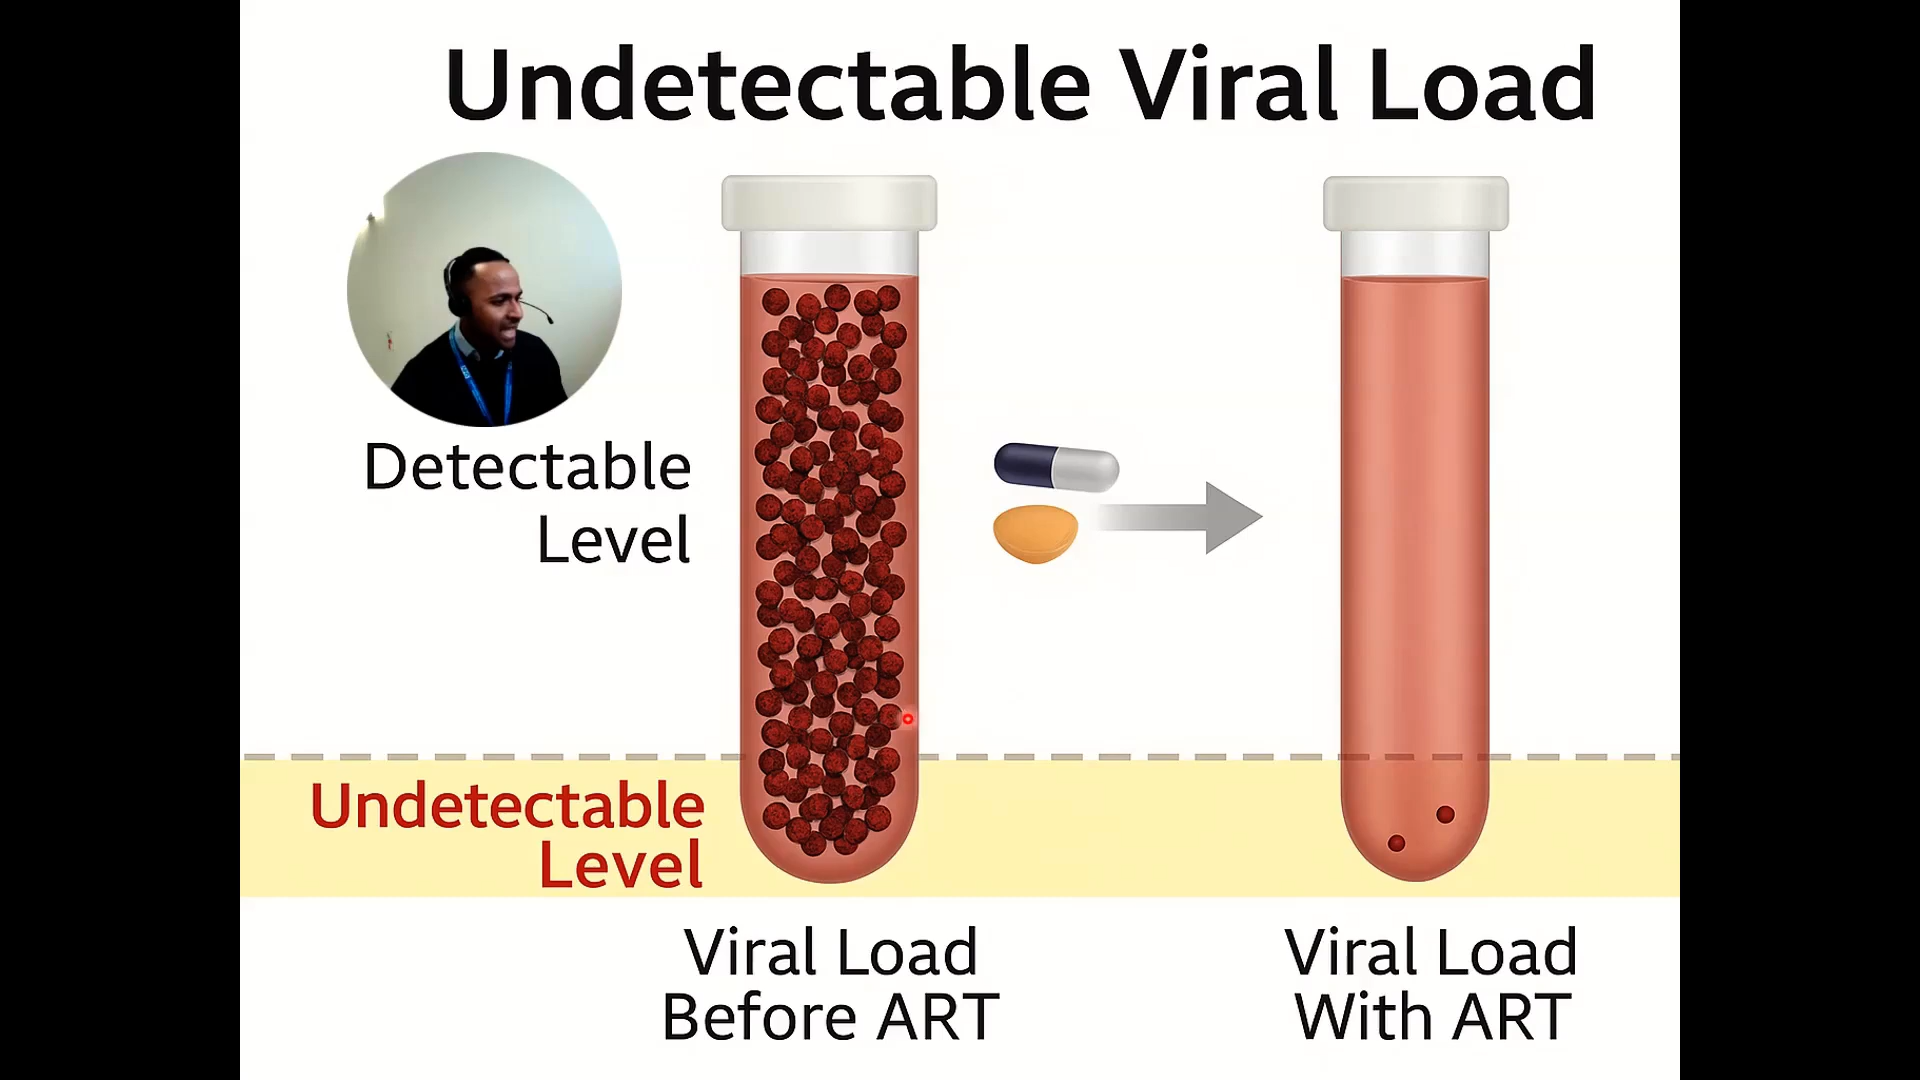 Undetectable Viral Load
Detectable
Level
Undetectable
Level
Viral Load
Before ART
Viral Load
With ART